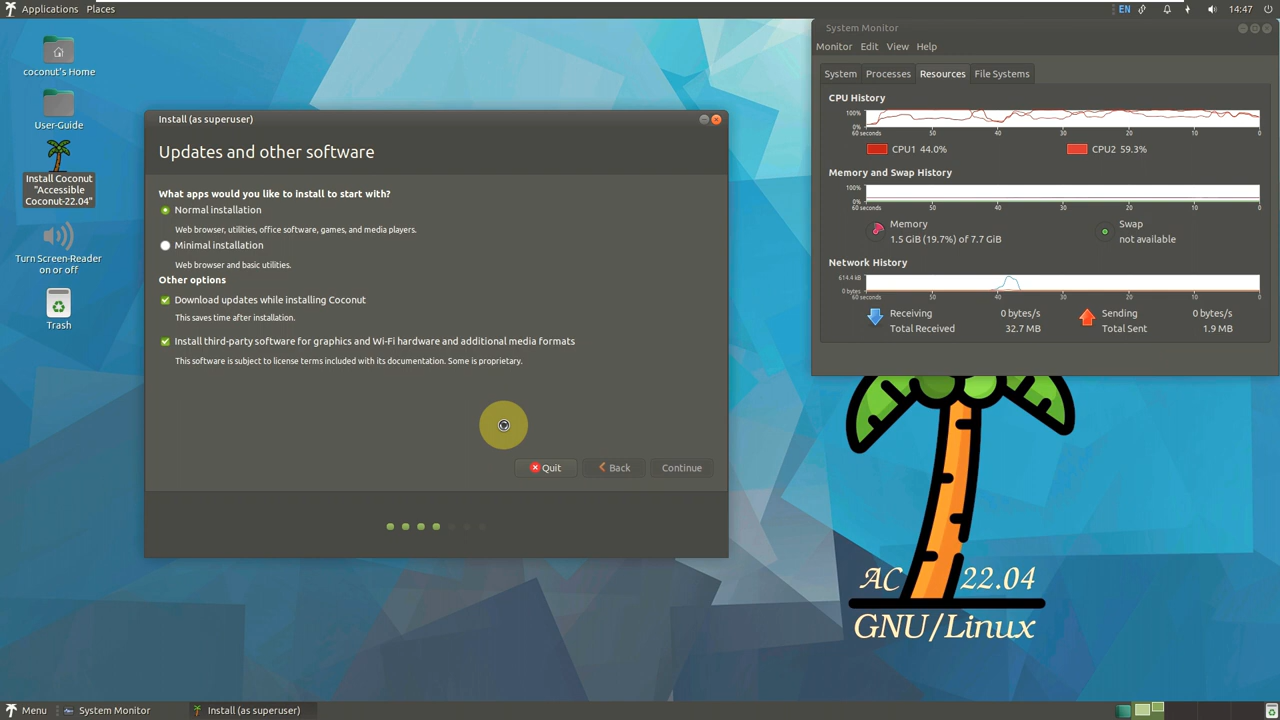 Applications Places
EN
14:47
coconut's Home
User-Guide
Install Coconut
"Accessible
Coconut-22.04"
Turn Screen-Reader
on or off
Trash
Install (as superuser)
Updates and other software
What apps would you like to install to start with?
Normal installation
Web browser, utilities, office software, games, and media players.
Minimal installation
Web browser and basic utilities.
Other options
Download updates while installing Coconut
This saves time after installation.
Install third-party software for graphics and Wi-Fi hardware and additional media formats
This software is subject to license terms included with its documentation. Some is proprietary.
Quit Back Continue
System Monitor
Monitor Edit View Help
System Processes Resources File Systems
CPU History
100%
0%
60 seconds 50 40 30 20 10 0
CPU1 44.0% CPU2 59.3%
Memory and Swap History
100%
0%
60 seconds 50 40 30 20 10 0
Memory
1.5 GiB (19.7%) of 7.7 GiB
Swap
not available
Network History
614.4 kB
0 bytes
60 seconds 50 40 30 20 10 0
Receiving 0 bytes/s
Total Received 32.7 MB
Sending 0 bytes/s
Total Sent 1.9 MB
AC 22.04
GNU/Linux
Menu System Monitor Install (as superuser)